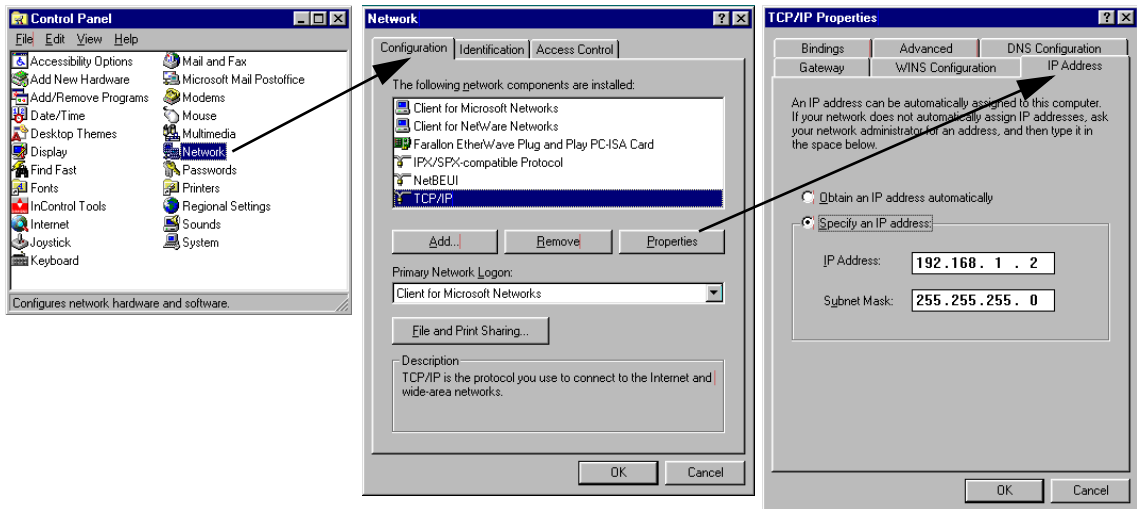 Control Panel
File Edit View Help
Accessibility Options
Add New Hardware
Add/Remove Programs
Date/Time
Desktop Themes
Display
Find Fast
Fonts
InControl Tools
Internet
Joystick
Keyboard
Mail and Fax
Microsoft Mail Postoffice
Modems
Mouse
Multimedia
Network
Passwords
Printers
Regional Settings
Sounds
System
Configures network hardware and software.
Network
Configuration Identification Access Control
The following network components are installed:
Client for Microsoft Networks
Client for NetWare Networks
Farallon EtherWave Plug and Play PC-ISA Card
IPX/SPX-compatible Protocol
NetBEUI
TCP/IP
Add... Remove Properties
Primary Network Logon:
Client for Microsoft Networks
File and Print Sharing...
Description
TCP/IP is the protocol you use to connect to the Internet and
wide-area networks.
OK Cancel
TCP/IP Properties
Bindings Advanced DNS Configuration
Gateway WINS Configuration IP Address
An IP address can be automatically assigned to this computer.
If your network does not automatically assign IP addresses, ask
your network administrator for an address, and then type it in
the space below.
Obtain an IP address automatically
Specify an IP address:
IP Address: 192.168. 1 . 2
Subnet Mask: 255.255.255. 0
OK Cancel